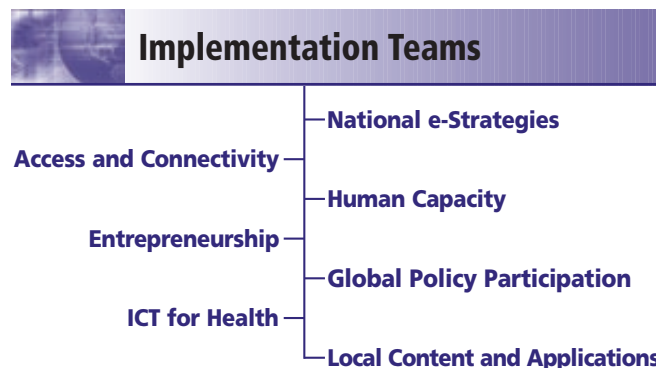 Implementation Teams
National e-Strategies
Access and Connectivity
Human Capacity
Entrepreneurship
Global Policy Participation
ICT for Health
Local Content and Applications